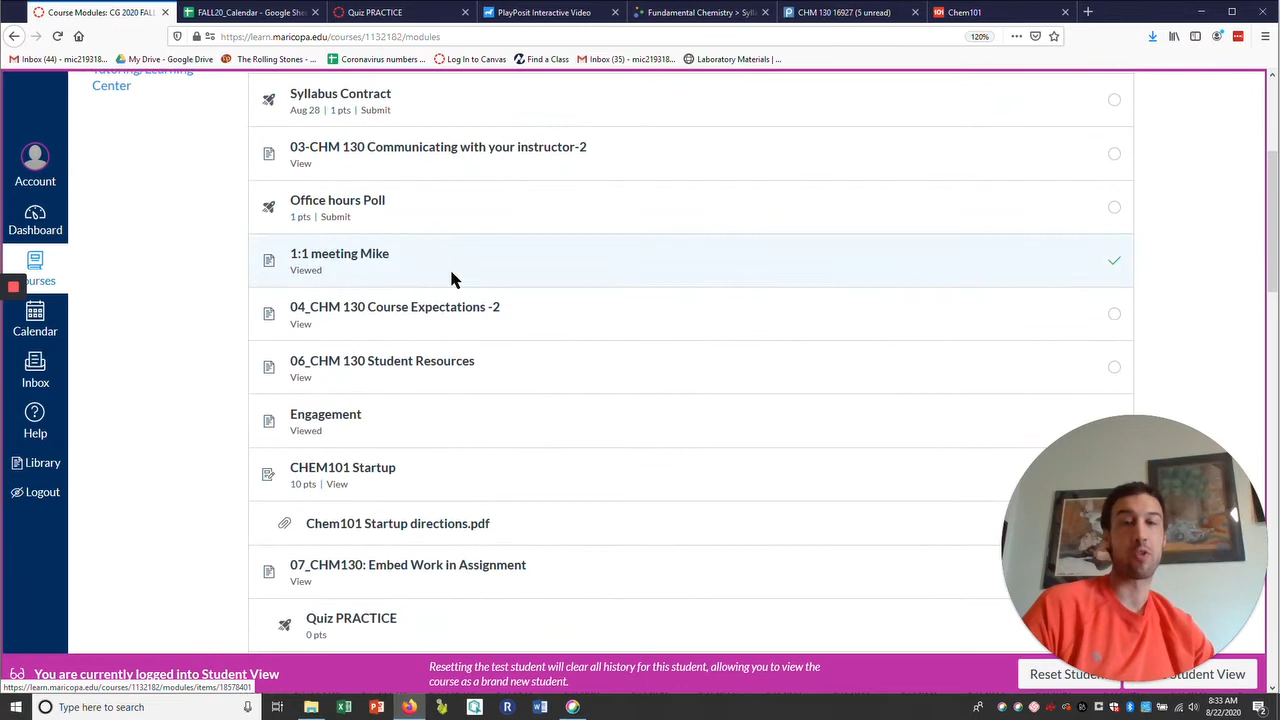 Course Modules: CG 2020 FALL
FALL20_Calendar - Google She
Quiz PRACTICE
PlayPosit Interactive Video
Fundamental Chemistry > Syll
CHM 130 16927 (5 unread)
Chem101
https://learn.maricopa.edu/courses/1132182/modules
120%
Inbox (44) - mic219318...
My Drive - Google Drive
The Rolling Stones - ...
Coronavirus numbers ...
Log In to Canvas
Find a Class
Inbox (35) - mic219318...
Laboratory Materials | ...
Tutoring/Learning
Center
Account
Dashboard
ourses
Calendar
Inbox
Help
Library
Logout
Syllabus Contract
Aug 28 | 1 pts | Submit
03-CHM 130 Communicating with your instructor-2
View
Office hours Poll
1 pts | Submit
1:1 meeting Mike
Viewed
04_CHM 130 Course Expectations -2
View
06_CHM 130 Student Resources
View
Engagement
Viewed
CHEM101 Startup
10 pts | View
Chem101 Startup directions.pdf
07_CHM130: Embed Work in Assignment
View
Quiz PRACTICE
0 pts
You are currently logged into Student View
Resetting the test student will clear all history for this student, allowing you to view the
course as a brand new student.
Reset Stude
Student View
https://learn.maricopa.edu/courses/1132182/modules/items/18578401
Type here to search
8:33 AM
8/22/2020